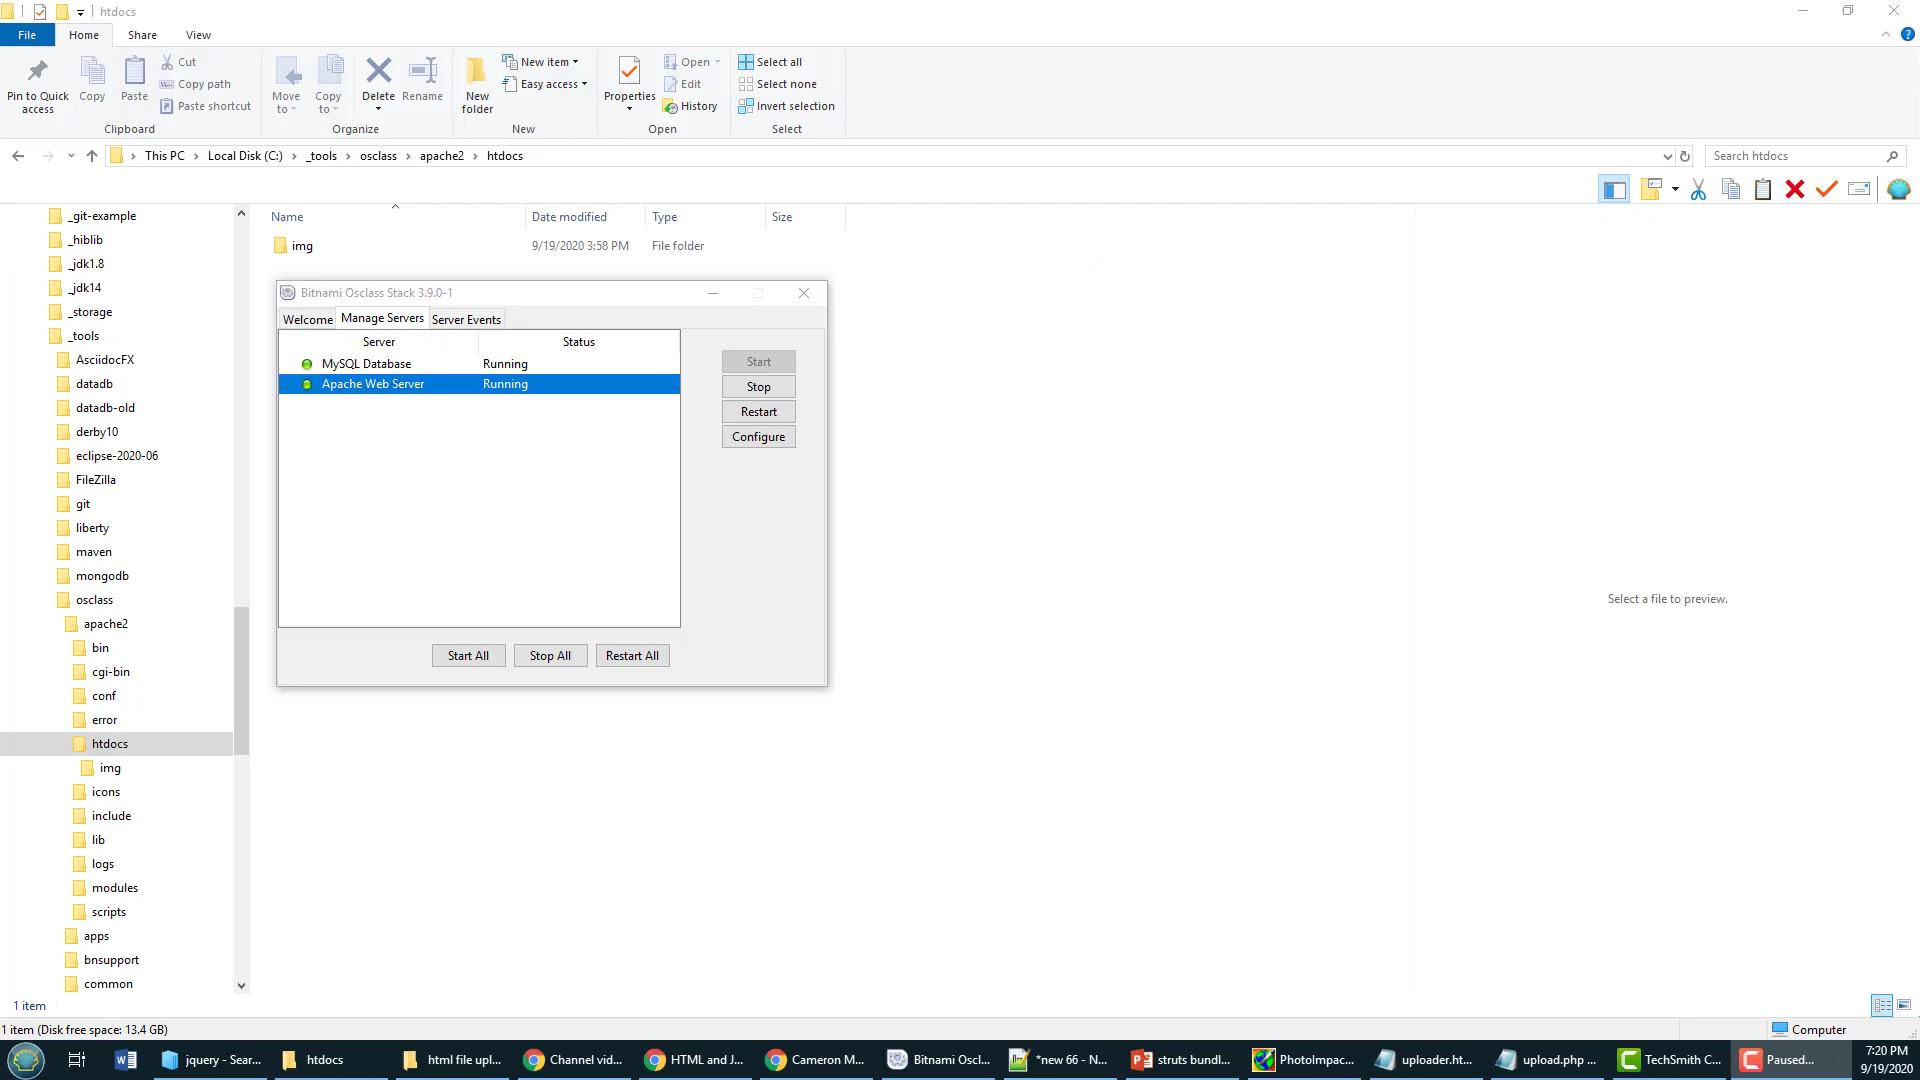 htdocs
File
Home
Share
View
Pin to Quick access
Copy
Paste
Cut
Copy path
Paste shortcut
Clipboard
Move to
Copy to
Delete
Rename
Organize
New folder
New item
Easy access
New
Properties
Open
Edit
History
Open
Select all
Select none
Invert selection
Select
This PC
Local Disk (C:)
_tools
osclass
apache2
htdocs
Search htdocs
_git-example
_hiblib
_jdk1.8
_jdk14
_storage
_tools
AsciidocFX
datadb
datadb-old
derby10
eclipse-2020-06
FileZilla
git
liberty
maven
mongodb
osclass
apache2
bin
cgi-bin
conf
error
htdocs
img
icons
include
lib
logs
modules
scripts
apps
bnsupport
common
Name
Date modified
Type
Size
img
9/19/2020 3:58 PM
File folder
Bitnami Osclass Stack 3.9.0-1
Welcome
Manage Servers
Server Events
Server
Status
MySQL Database
Running
Apache Web Server
Running
Start
Stop
Restart
Configure
Start All
Stop All
Restart All
Select a file to preview.
1 item
1 item (Disk free space: 13.4 GB)
Computer
jquery - Sear...
htdocs
html file upl...
Channel vid...
HTML and J...
Cameron M...
Bitnami Oscl...
*new 66 - N...
struts bundl...
PhotoImpac...
uploader.ht...
upload.php ...
TechSmith C...
Paused...
7:20 PM
9/19/2020